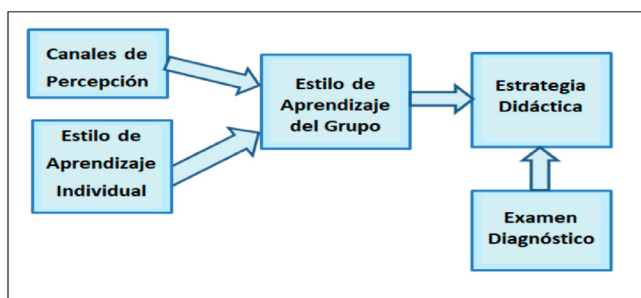 Canales de
Percepción
Estilo de
Aprendizaje
Individual
Estilo de
Aprendizaje
del Grupo
Estrategia
Didáctica
Examen
Diagnóstico